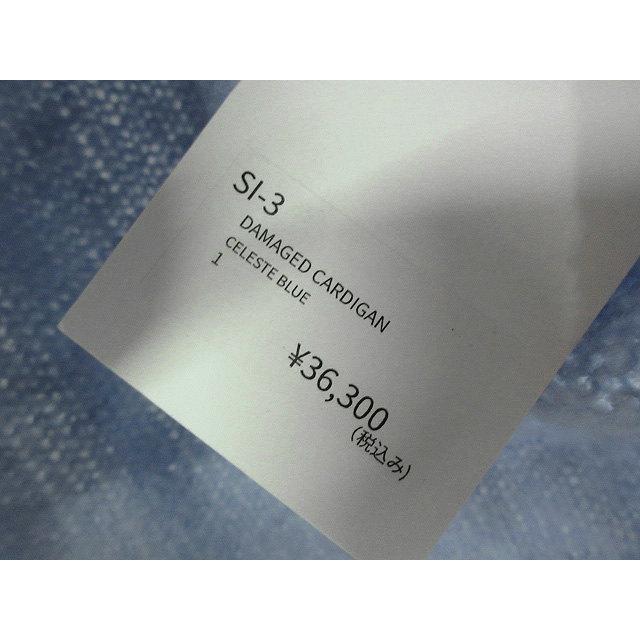 SI-3
DAMAGED CARDIGAN
CELESTE BLUE
1
¥36,300
(税込み)